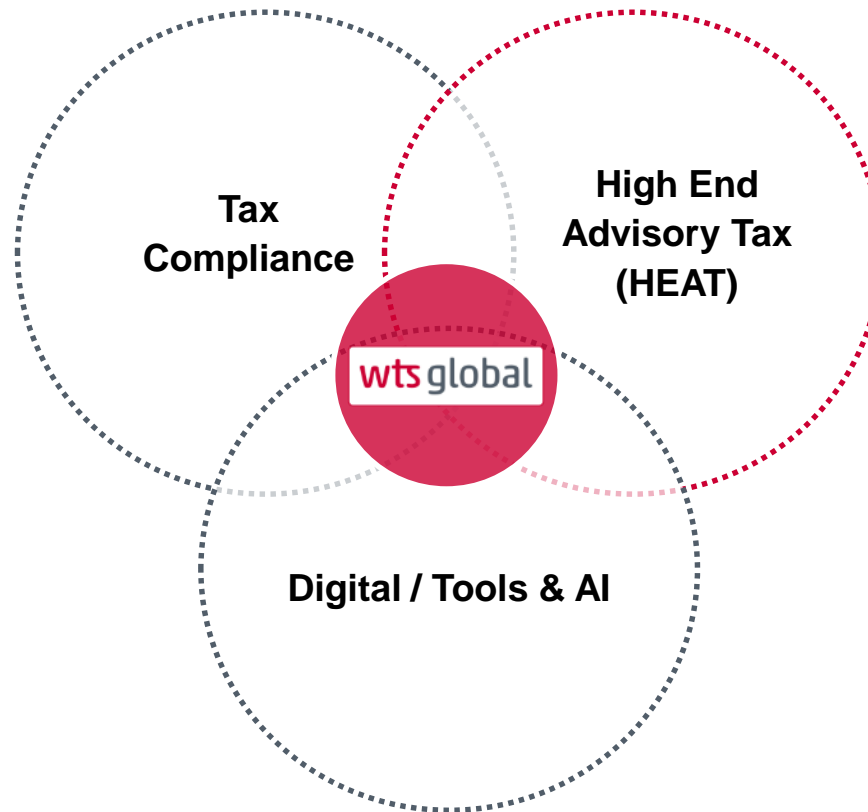 Tax
Compliance
High End
Advisory Tax
(HEAT)
wts global
Digital / Tools & AI